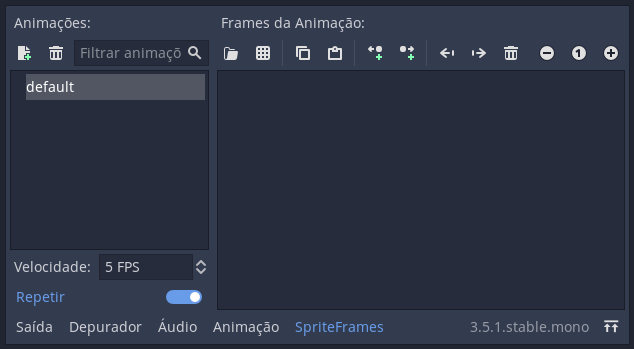 Animações: Frames da Animação:
Filtrar animaçõ 1
default
Velocidade: 5 FPS
Repetir
Saída Depurador Áudio Animação SpriteFrames 3.5.1.stable.mono